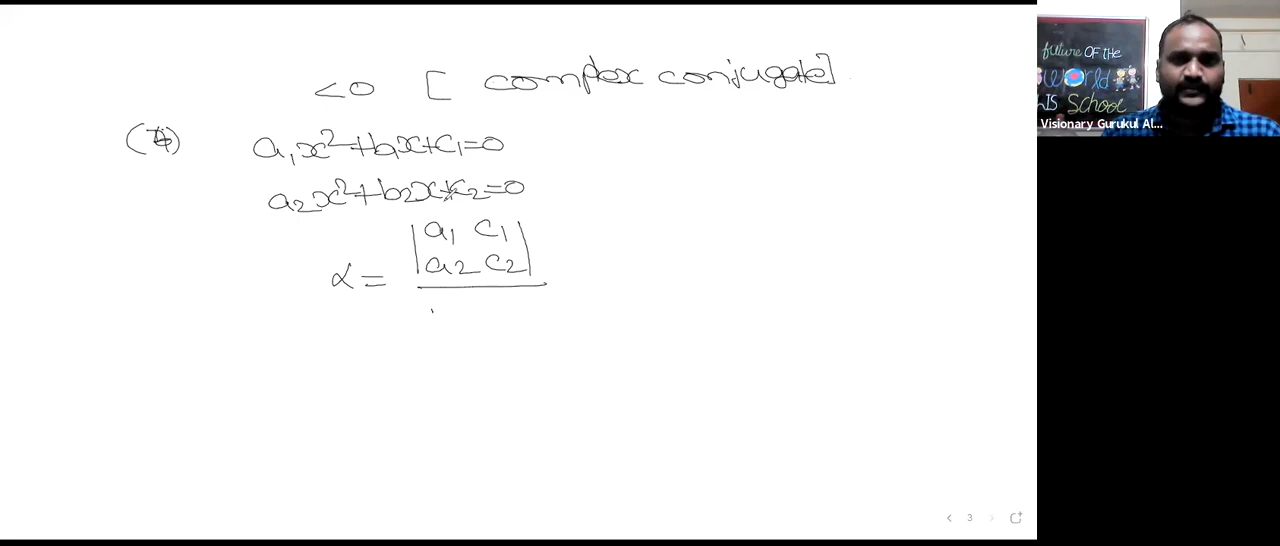 <0 [ complex conjugate]
(4) a₁x²+b₁x+c₁=0
a₂x²+b₂x+c₂=0
α = | a₁ c₁ |
| a₂ c₂ |
future OF the
world
IS School
Visionary Gurukul Al...
3